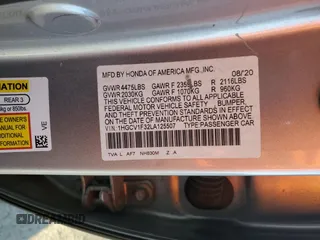 MFD.BY HONDA OF AMERICA MFG.,INC. 08/20
GVWR 4475LBS GAWR F 2359LBS R 2116LBS
GVWR 2030KG GAWR F 1070KG R 960KG
THIS VEHICLE CONFORMS TO ALL APPLICABLE
FEDERAL MOTOR VEHICLE SAFETY, BUMPER,
AND THEFT PREVENTION STANDARDS IN EFFECT
ON THE DATE OF MANUFACTURE SHOWN ABOVE.
V I N : 1HGCV1F32LA125507 TYPE:PASSENGER CAR
TVA L AF7 NH830M Z A
REAR 3